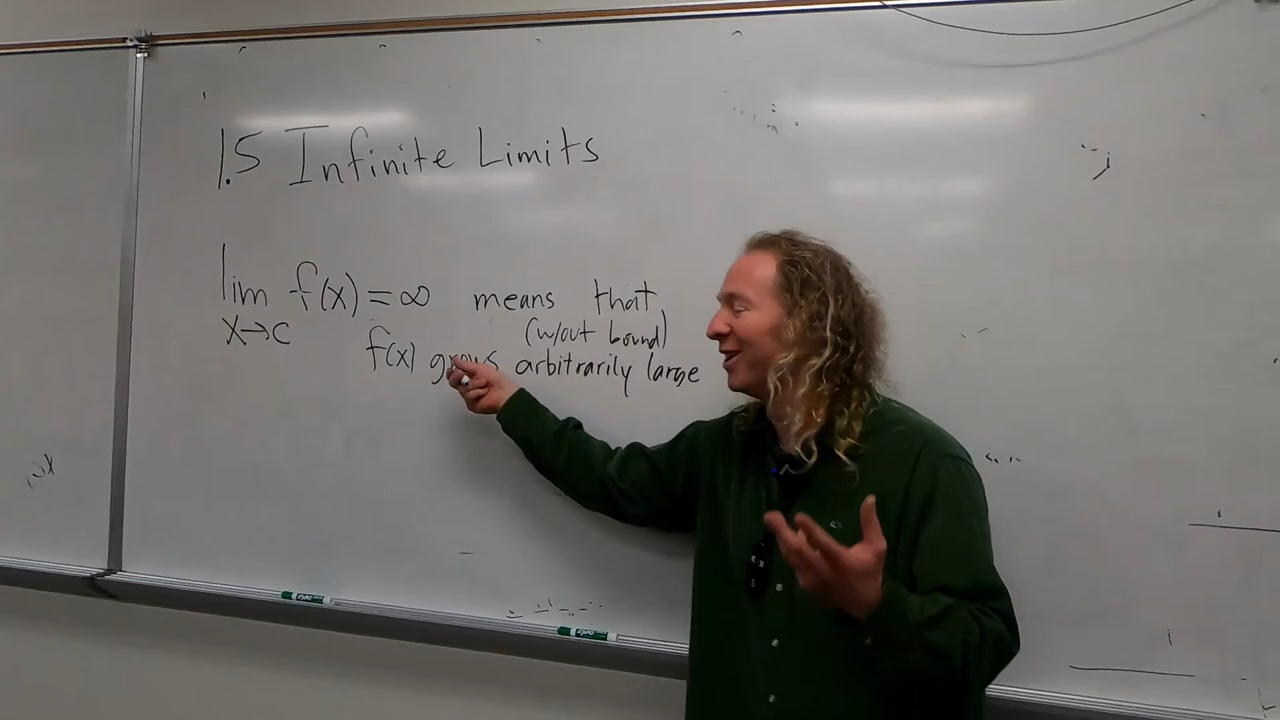 1.5 Infinite Limits
lim f(x) = ∞ means that
x→c
(w/out bound)
f(x) grows arbitrarily large